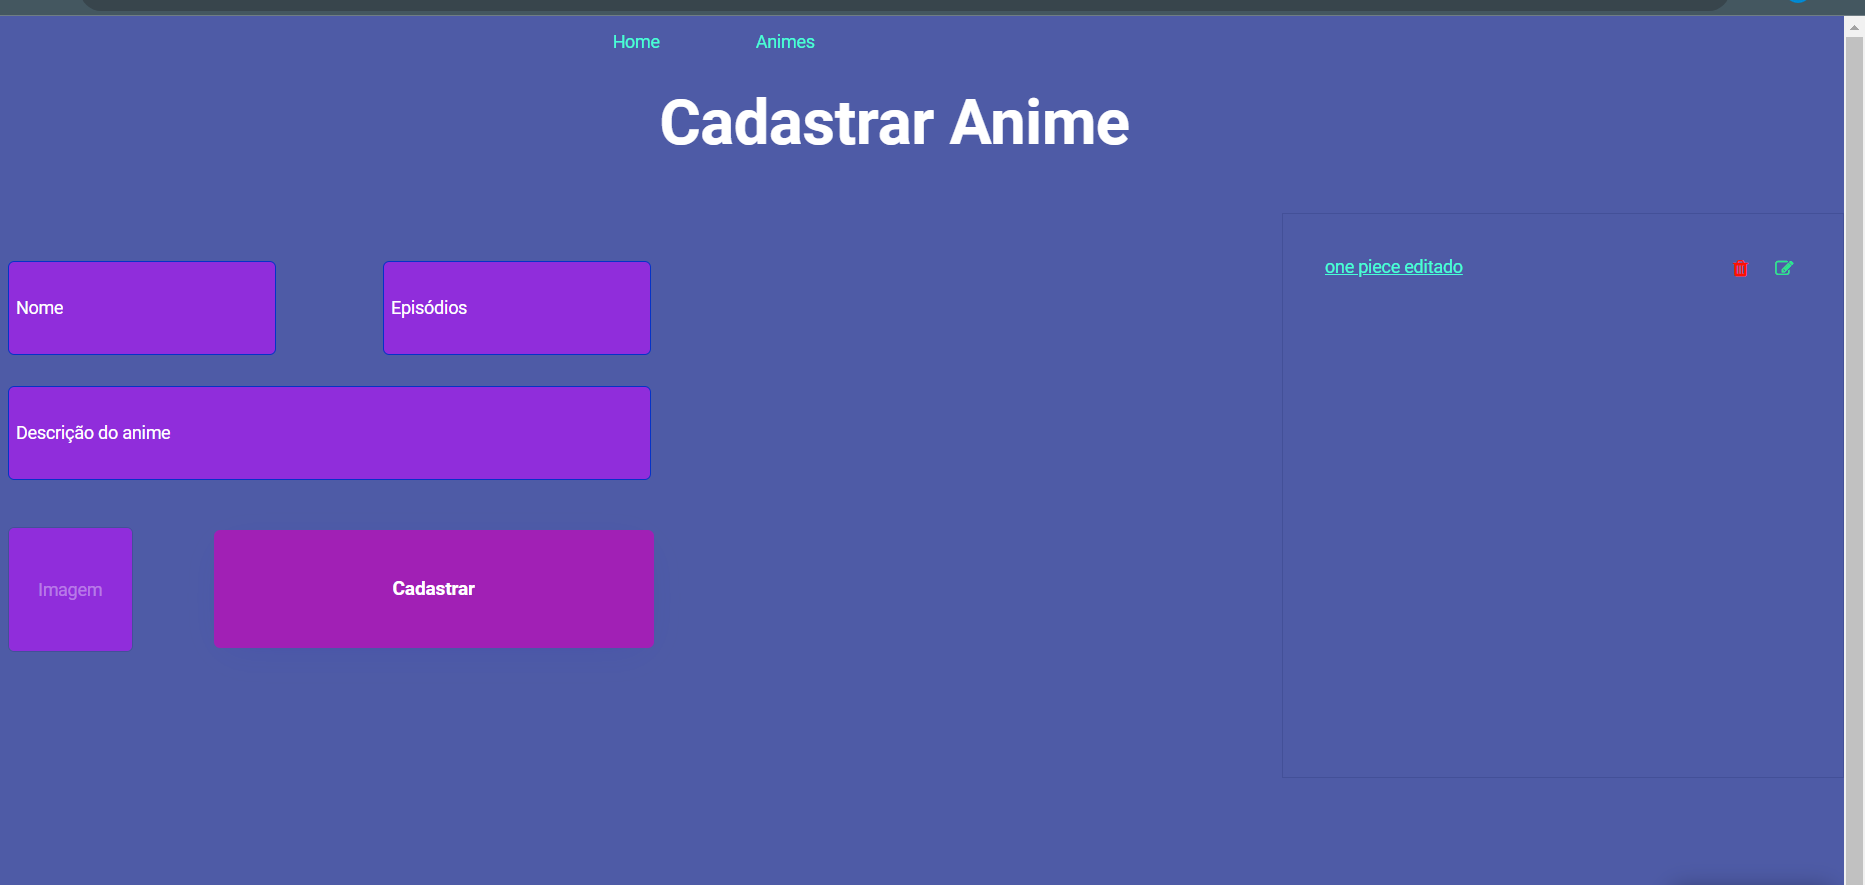 Home Animes
Cadastrar Anime
one piece editado
Nome Episódios
Descrição do anime
Imagem Cadastrar